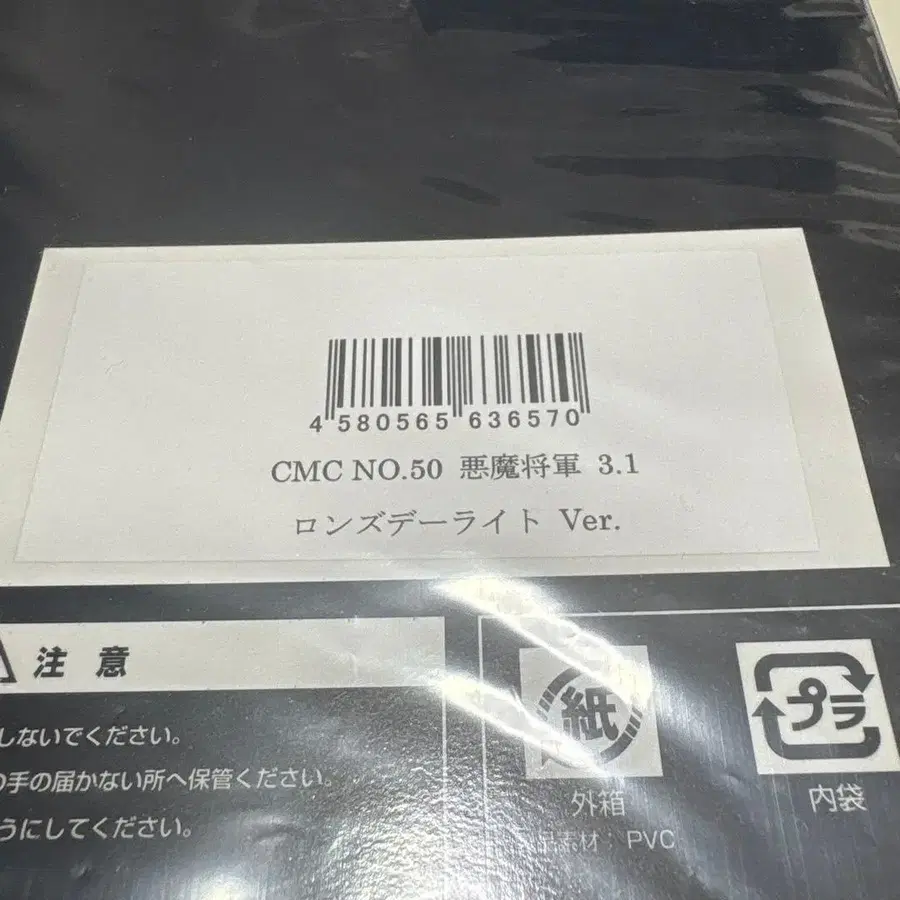 4 580565 636570
CMC NO.50 悪魔将軍 3.1
ロンズデーライト Ver.
注 意
しないでください。
の手の届かない所へ保管ください。
うにしてください。
紙
外箱
プラ
内袋
品素材： PVC